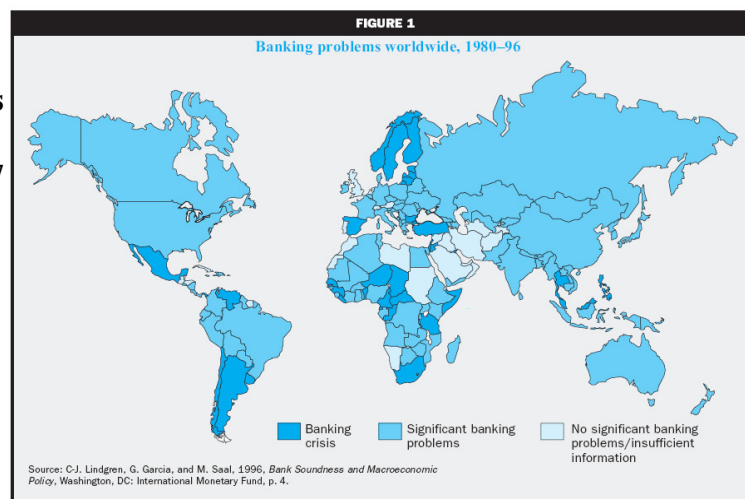 FIGURE 1
Banking problems worldwide, 1980–96
Banking
crisis
Significant banking
problems
No significant banking
problems/insufficient
information
Source: C-J. Lindgren, G. Garcia, and M. Saal, 1996, Bank Soundness and Macroeconomic
Policy, Washington, DC: International Monetary Fund, p. 4.